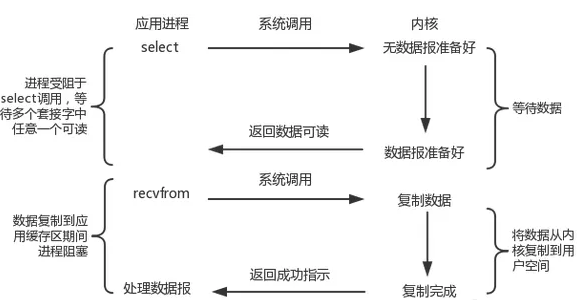 应用进程
系统调用
内核
select
无数据报准备好
进程受阻于
select调用，等
待多个套接字中
任意一个可读
等待数据
返回数据可读
数据报准备好
系统调用
recvfrom
复制数据
数据复制到应
用缓存区期间
进程阻塞
将数据从内
核复制到用
户空间
返回成功指示
处理数据报
复制完成